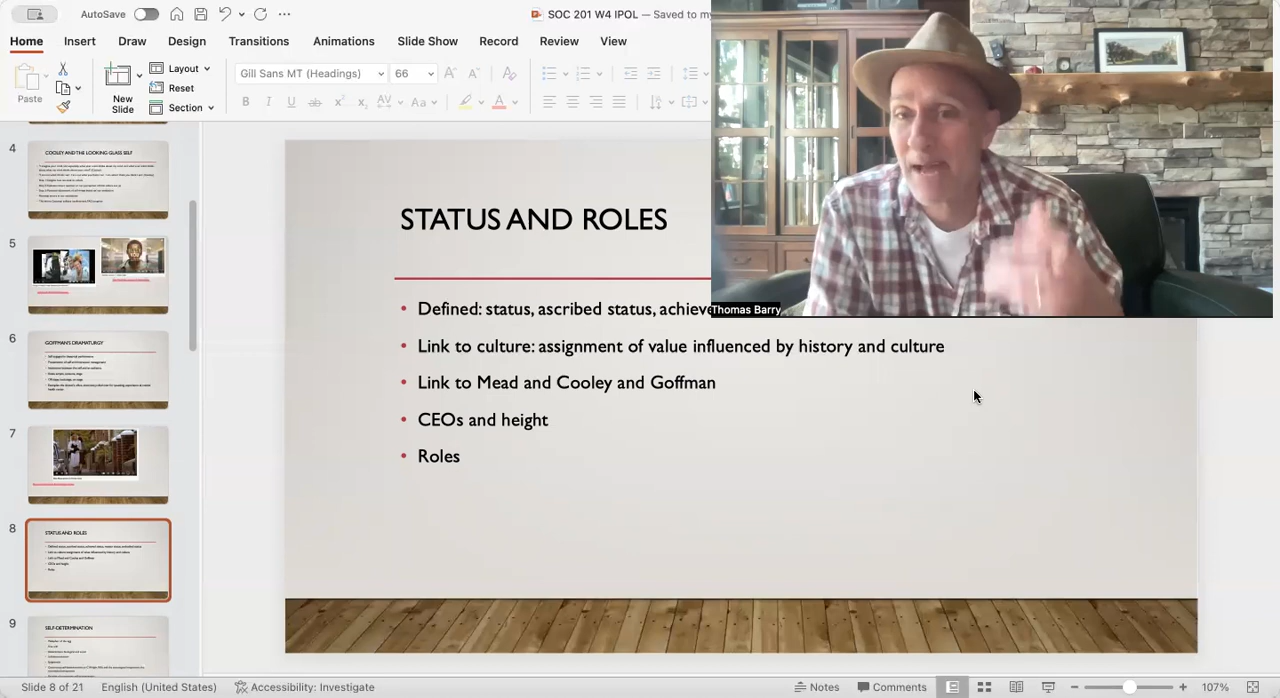 AutoSave
SOC 201 W4 IPOL — Saved to my
Home Insert Draw Design Transitions Animations Slide Show Record Review View
Paste
New
Slide
Layout
Reset
Section
Gill Sans MT (Headings) 66
4
COOLEY AND THE LOOKING GLASS SELF
5
6
GOFFMAN'S DRAMATURGY
7
8
STATUS AND ROLES
9
SELF-DETERMINATION
STATUS AND ROLES
• Defined: status, ascribed status, achieve
• Link to culture: assignment of value influenced by history and culture
• Link to Mead and Cooley and Goffman
• CEOs and height
• Roles
Thomas Barry
Slide 8 of 21 English (United States) Accessibility: Investigate Notes Comments 107%